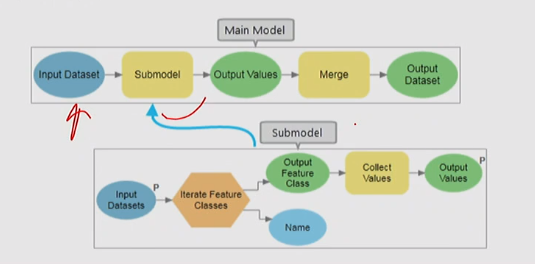 Main Model
Input Dataset
Submodel
Output Values
Merge
Output
Dataset
Submodel
Input
Datasets
P
Iterate Feature
Classes
Output
Feature
Class
Name
Collect
Values
Output
Values
P